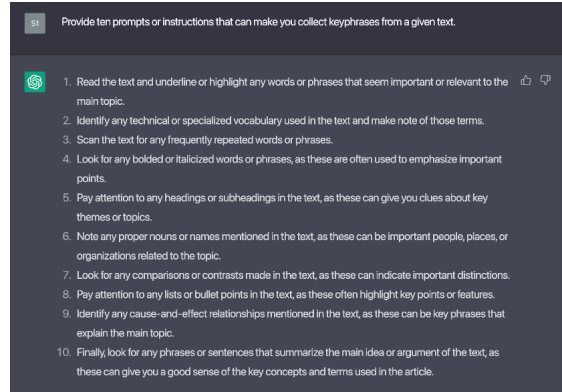 S1
Provide ten prompts or instructions that can make you collect keyphrases from a given text.
1. Read the text and underline or highlight any words or phrases that seem important or relevant to the
main topic.
2. Identify any technical or specialized vocabulary used in the text and make note of those terms.
3. Scan the text for any frequently repeated words or phrases.
4. Look for any bolded or italicized words or phrases, as these are often used to emphasize important
points.
5. Pay attention to any headings or subheadings in the text, as these can give you clues about key
themes or topics.
6. Note any proper nouns or names mentioned in the text, as these can be important people, places, or
organizations related to the topic.
7. Look for any comparisons or contrasts made in the text, as these can indicate important distinctions.
8. Pay attention to any lists or bullet points in the text, as these often highlight key points or features.
9. Identify any cause-and-effect relationships mentioned in the text, as these can be key phrases that
explain the main topic.
10. Finally, look for any phrases or sentences that summarize the main idea or argument of the text, as
these can give you a good sense of the key concepts and terms used in the article.